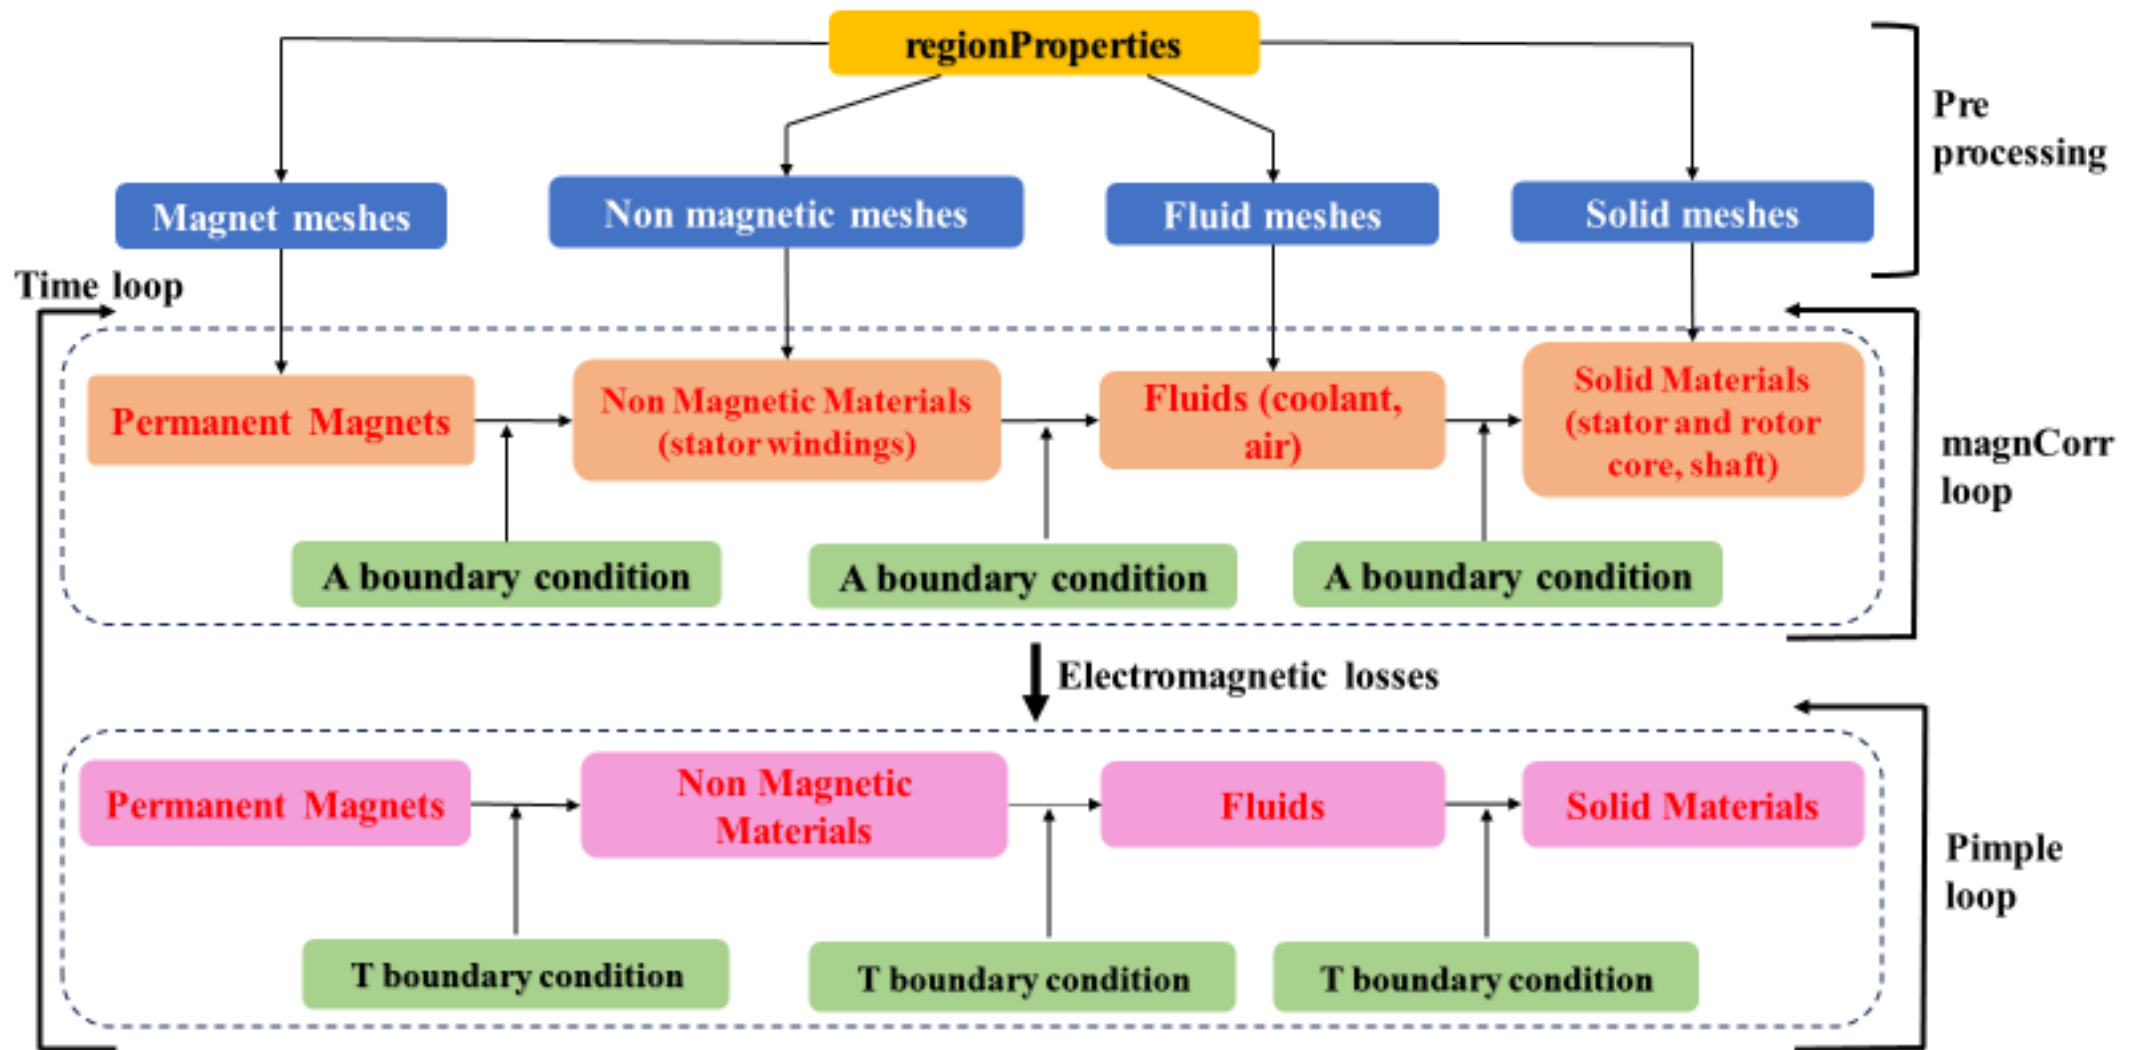 regionProperties
Pre
processing
Magnet meshes
Non magnetic meshes
Fluid meshes
Solid meshes
Time loop
Permanent Magnets
Non Magnetic Materials
(stator windings)
Fluids (coolant,
air)
Solid Materials
(stator and rotor
core, shaft)
magnCorr
loop
A boundary condition
A boundary condition
A boundary condition
Electromagnetic losses
Permanent Magnets
Non Magnetic
Materials
Fluids
Solid Materials
Pimple
loop
T boundary condition
T boundary condition
T boundary condition